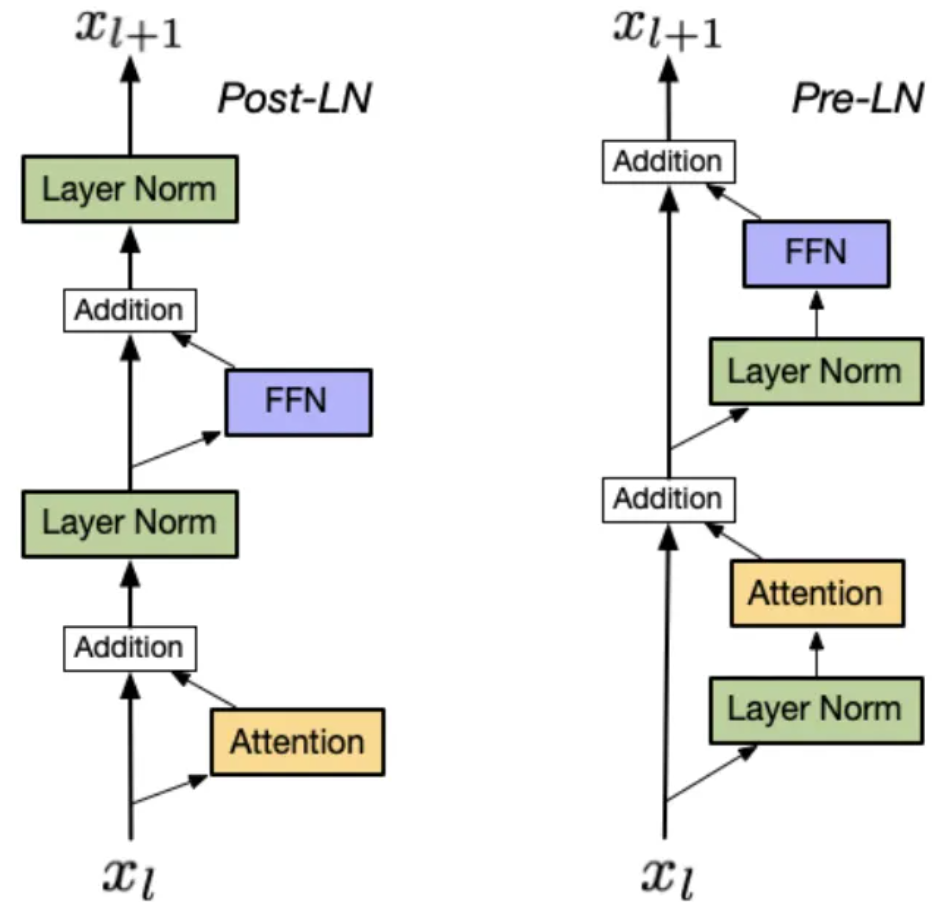 x_{l+1}
Post-LN
Layer Norm
Addition
FFN
Layer Norm
Addition
Attention
x_l
x_{l+1}
Pre-LN
Addition
FFN
Layer Norm
Addition
Attention
Layer Norm
x_l